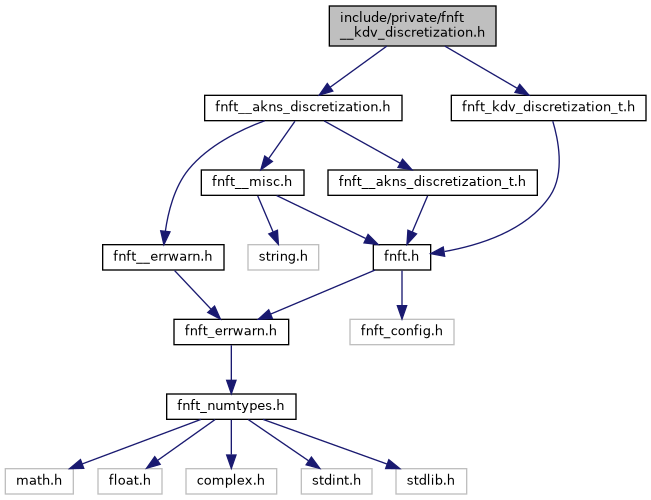 include/private/fnft
__kdv_discretization.h
fnft__akns_discretization.h
fnft_kdv_discretization_t.h
fnft__misc.h
fnft__akns_discretization_t.h
fnft__errwarn.h
string.h
fnft.h
fnft_errwarn.h
fnft_config.h
fnft_numtypes.h
math.h
float.h
complex.h
stdint.h
stdlib.h